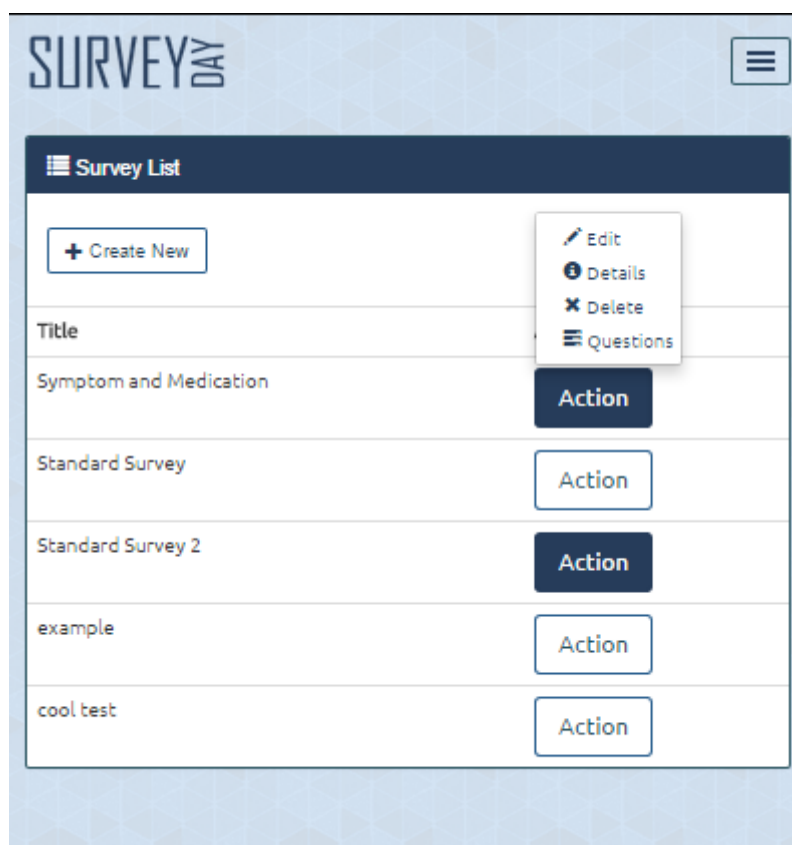 SURVEY DAY
Survey List
Create New
Edit
Details
Delete
Questions
Title
Symptom and Medication
Action
Standard Survey
Action
Standard Survey 2
Action
example
Action
cool test
Action